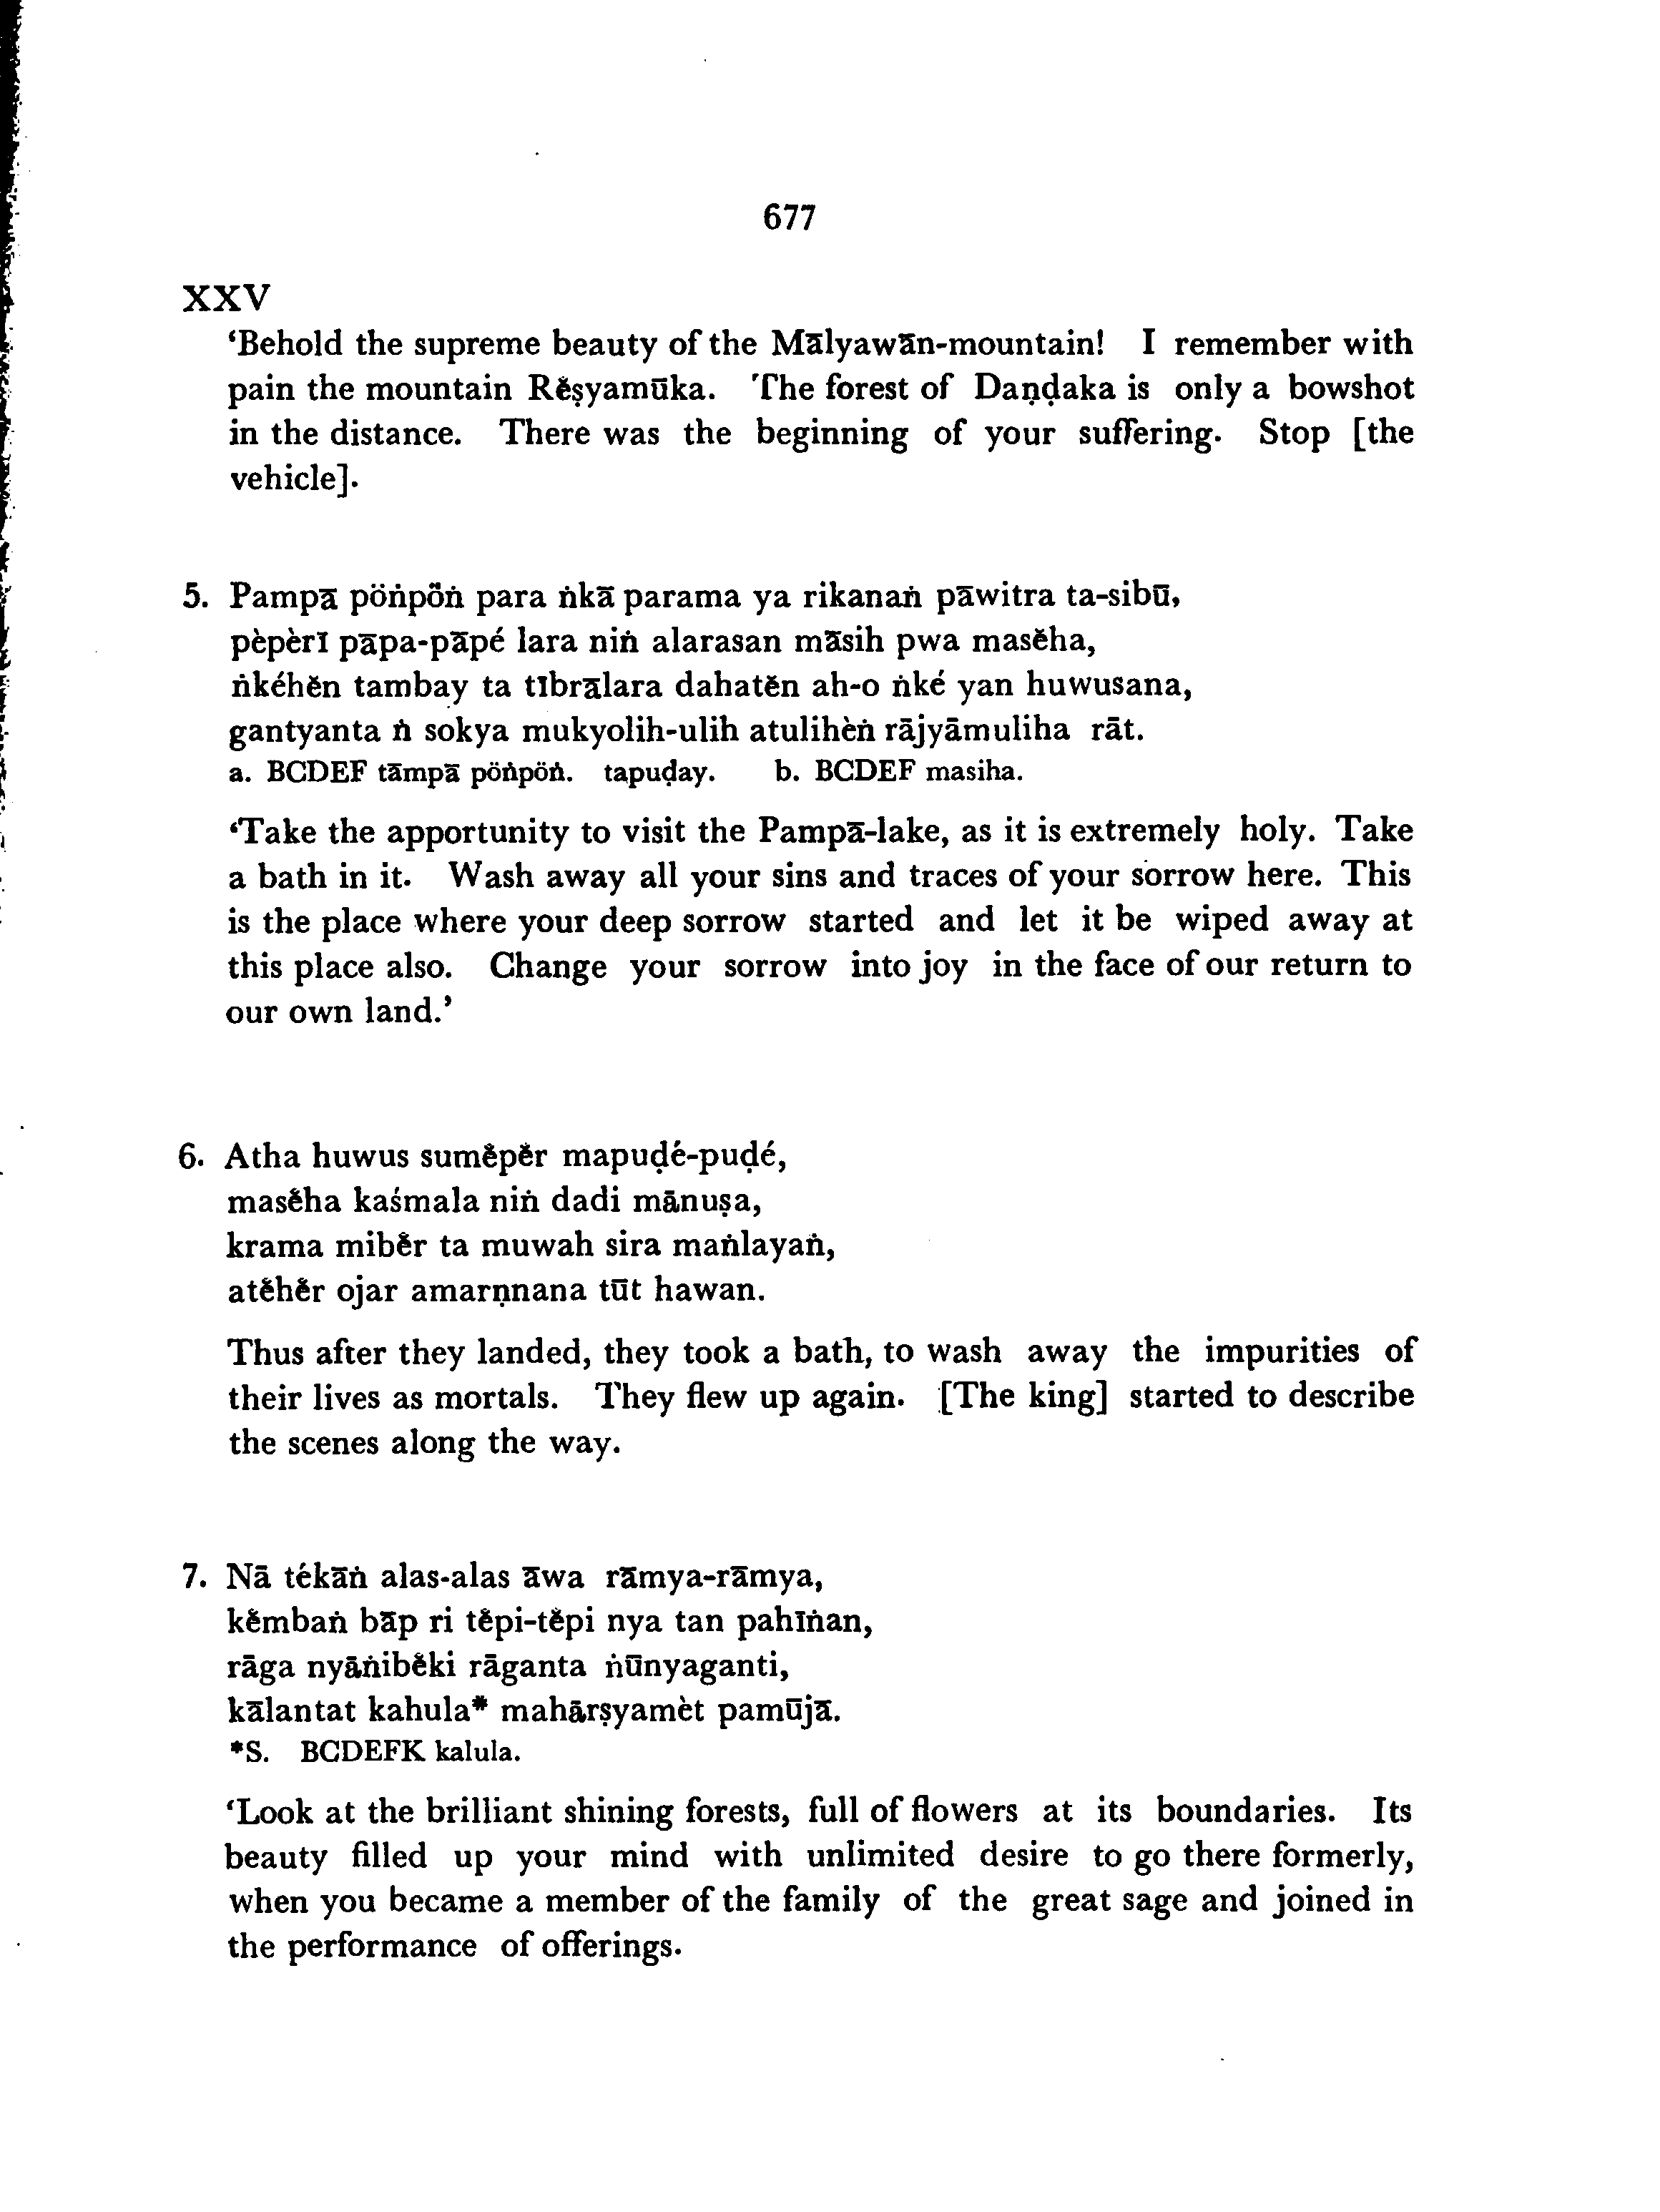 677
XXV
‘Behold the supreme beauty of the Mālyawān-mountain! I remember with
pain the mountain Rĕṣyamūka. The forest of Daṇḍaka is only a bowshot
in the distance. There was the beginning of your suffering. Stop [the
vehicle].
5. Pampā pöṅpöṅ para ṅkā parama ya rikanaṅ pāwitra ta-sibū,
pèpèrī pāpa-pāpé lara niṅ alarasan māsih pwa masĕha,
ṅkéhĕn tambay ta tībrālara dahatĕn ah-o ṅké yan huwusana,
gantyanta ṅ sokya mukyolih-ulih atulihèṅ rājyāmuliha rāt.
a. BCDEF tāmpā pöṅpöṅ. tapuḍay. b. BCDEF masiha.
‘Take the apportunity to visit the Pampā-lake, as it is extremely holy. Take
a bath in it. Wash away all your sins and traces of your sorrow here. This
is the place where your deep sorrow started and let it be wiped away at
this place also. Change your sorrow into joy in the face of our return to
our own land.’
6. Atha huwus sumĕpĕr mapuḍé-puḍé,
masĕha kaśmala niṅ dadi mānuṣa,
krama mibĕr ta muwah sira maṅlayaṅ,
atĕhĕr ojar amarṇnana tūt hawan.
Thus after they landed, they took a bath, to wash away the impurities of
their lives as mortals. They flew up again. [The king] started to describe
the scenes along the way.
7. Nā tékāṅ alas-alas āwa rāmya-rāmya,
kĕmbaṅ bāp ri tĕpi-tĕpi nya tan pahīṅan,
rāga nyāṅibĕki rāganta ṅūnyaganti,
kālantat kahula* mahārṣyamèt pamūjā.
*S. BCDEFK kalula.
‘Look at the brilliant shining forests, full of flowers at its boundaries. Its
beauty filled up your mind with unlimited desire to go there formerly,
when you became a member of the family of the great sage and joined in
the performance of offerings.